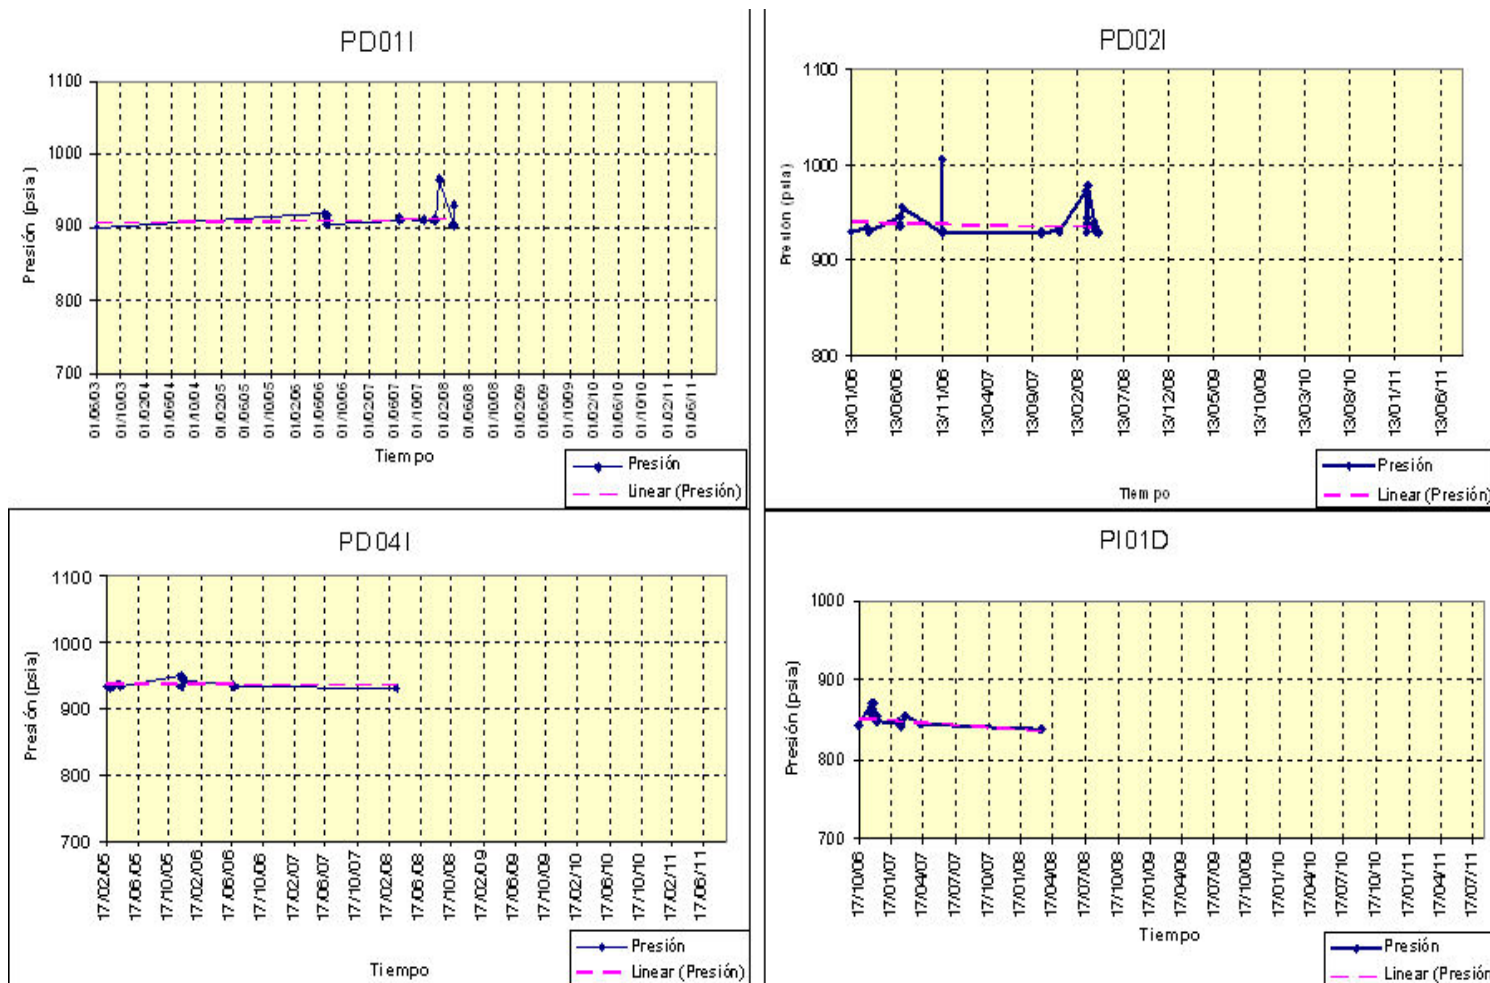 PD01I
1100
1000
900
800
700
Presión (psia)
01/06/03 01/10/03 01/02/04 01/06/04 01/10/04 01/02/05 01/06/05 01/10/05 01/02/06 01/06/06 01/10/06 01/02/07 01/06/07 01/10/07 01/02/08 01/06/08 01/10/08 01/02/09 01/06/09 01/10/09 01/02/10 01/06/10 01/10/10 01/02/11 01/06/11
Tiempo
Presión
Linear (Presión)
PD02I
1100
1000
900
800
Presión (psia)
13/01/06 13/06/06 13/11/06 13/04/07 13/09/07 13/02/08 13/07/08 13/12/08 13/05/09 13/10/09 13/03/10 13/08/10 13/01/11 13/06/11
Tiempo
Presión
Linear (Presión)
PD04I
1100
1000
900
800
700
Presión (psia)
17/02/05 17/06/05 17/10/05 17/02/06 17/06/06 17/10/06 17/02/07 17/06/07 17/10/07 17/02/08 17/06/08 17/10/08 17/02/09 17/06/09 17/10/09 17/02/10 17/06/10 17/10/10 17/02/11 17/06/11
Tiempo
Presión
Linear (Presión)
PI01D
1000
900
800
700
Presión (psia)
17/10/06 17/01/07 17/04/07 17/07/07 17/10/07 17/01/08 17/04/08 17/07/08 17/10/08 17/01/09 17/04/09 17/07/09 17/10/09 17/01/10 17/04/10 17/07/10 17/10/10 17/01/11 17/04/11 17/07/11
Tiempo
Presión
Linear (Presión)